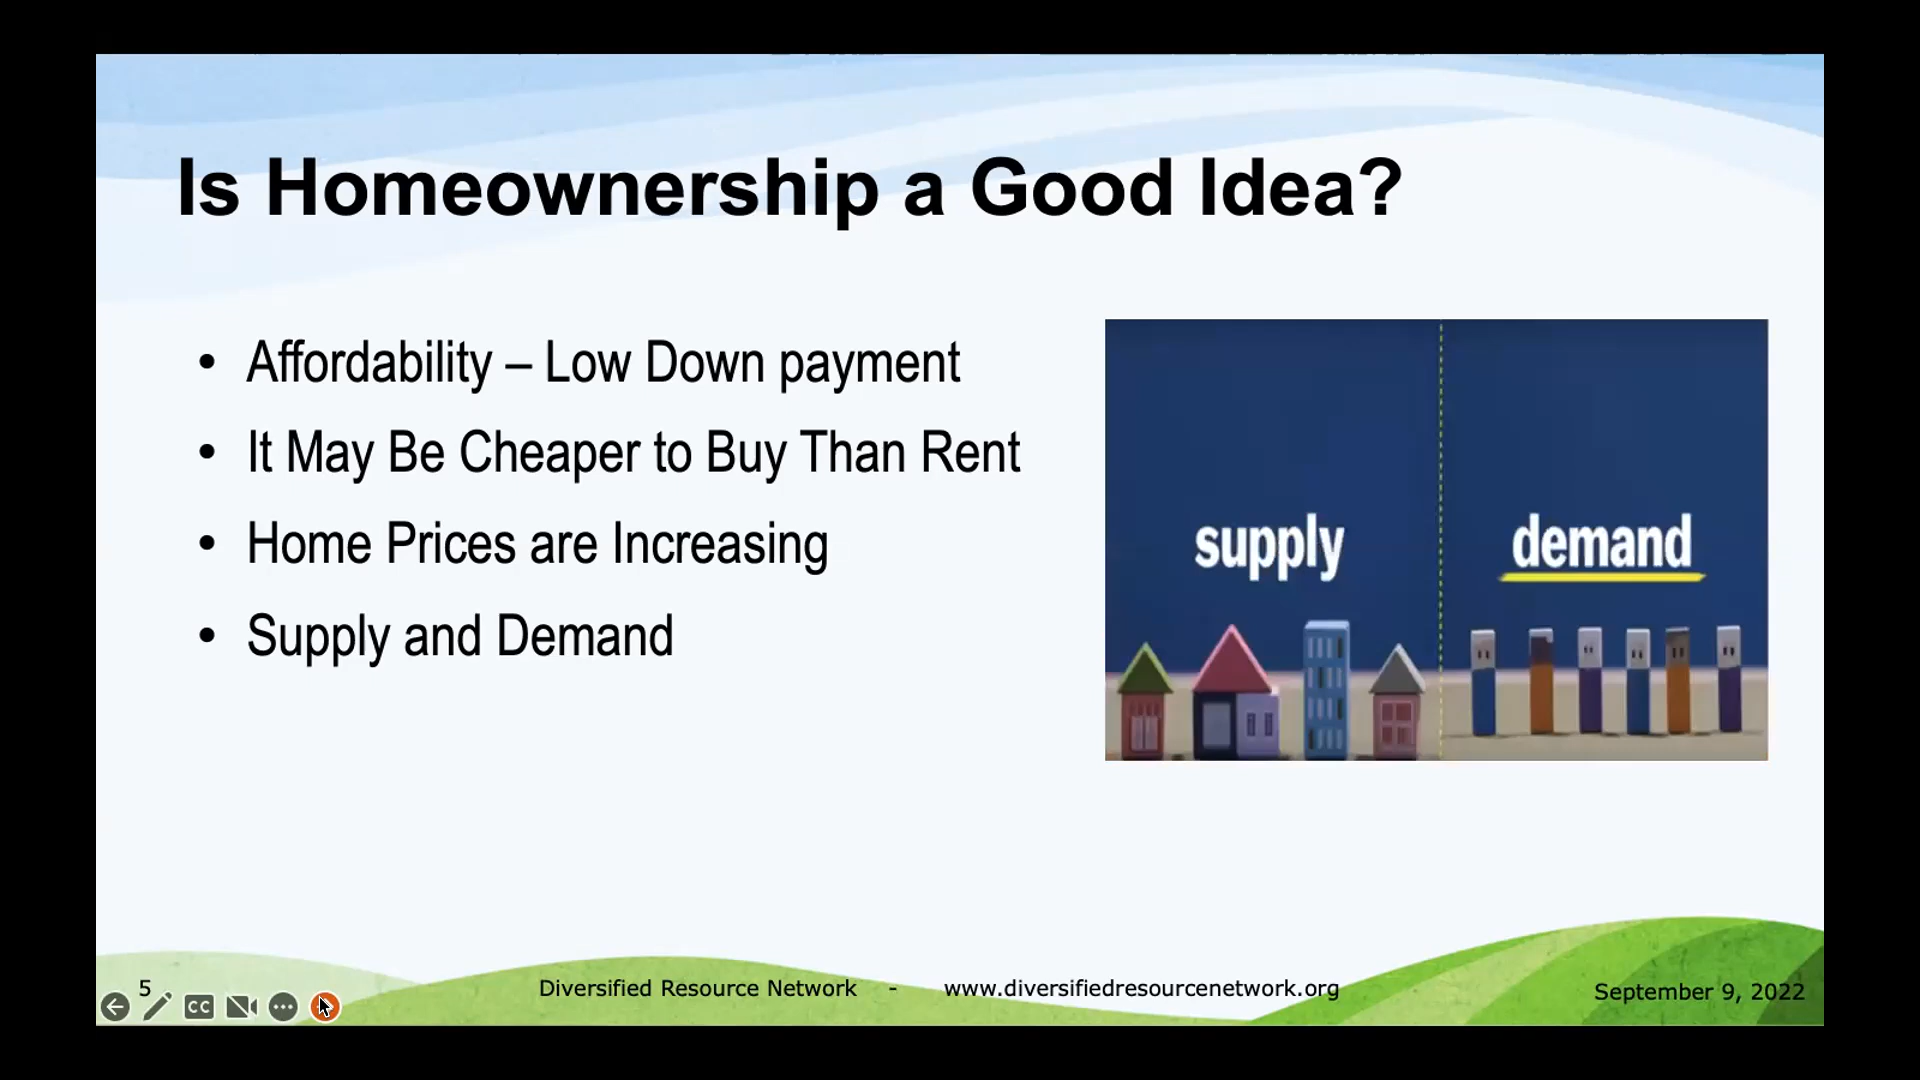 Is Homeownership a Good Idea?
• Affordability – Low Down payment
• It May Be Cheaper to Buy Than Rent
• Home Prices are Increasing
• Supply and Demand
supply
demand
5
CC
Diversified Resource Network - www.diversifiedresourcenetwork.org
September 9, 2022